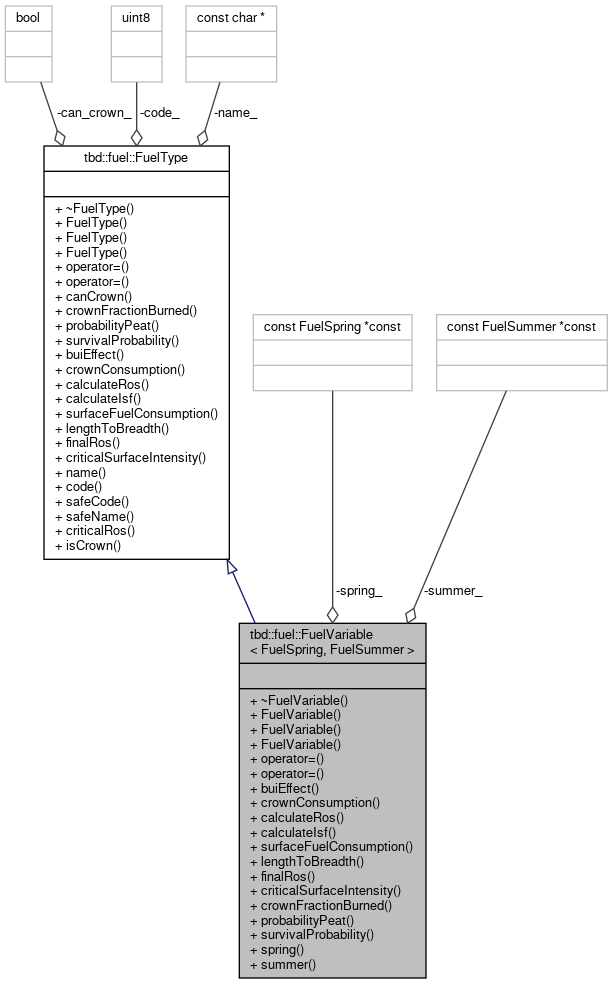 bool
uint8
const char *
-can_crown_
-code_
-name_
tbd::fuel::FuelType
+ ~FuelType()
+ FuelType()
+ FuelType()
+ FuelType()
+ operator=()
+ operator=()
+ canCrown()
+ crownFractionBurned()
+ probabilityPeat()
+ survivalProbability()
+ buiEffect()
+ crownConsumption()
+ calculateRos()
+ calculateIsf()
+ surfaceFuelConsumption()
+ lengthToBreadth()
+ finalRos()
+ criticalSurfaceIntensity()
+ name()
+ code()
+ safeCode()
+ safeName()
+ criticalRos()
+ isCrown()
const FuelSpring *const
const FuelSummer *const
-spring_
-summer_
tbd::fuel::FuelVariable
< FuelSpring, FuelSummer >
+ ~FuelVariable()
+ FuelVariable()
+ FuelVariable()
+ FuelVariable()
+ operator=()
+ operator=()
+ buiEffect()
+ crownConsumption()
+ calculateRos()
+ calculateIsf()
+ surfaceFuelConsumption()
+ lengthToBreadth()
+ finalRos()
+ criticalSurfaceIntensity()
+ crownFractionBurned()
+ probabilityPeat()
+ survivalProbability()
+ spring()
+ summer()